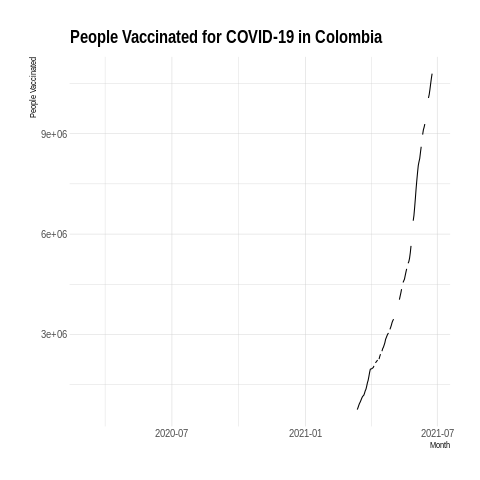 People Vaccinated for COVID-19 in Colombia
People Vaccinated
9e+06
6e+06
3e+06
2020-07
2021-01
2021-07
Month